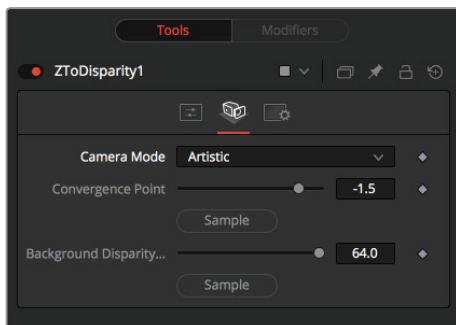 Tools Modifiers
ZToDisparity1
Camera Mode Artistic
Convergence Point -1.5
Sample
Background Disparity... 64.0
Sample